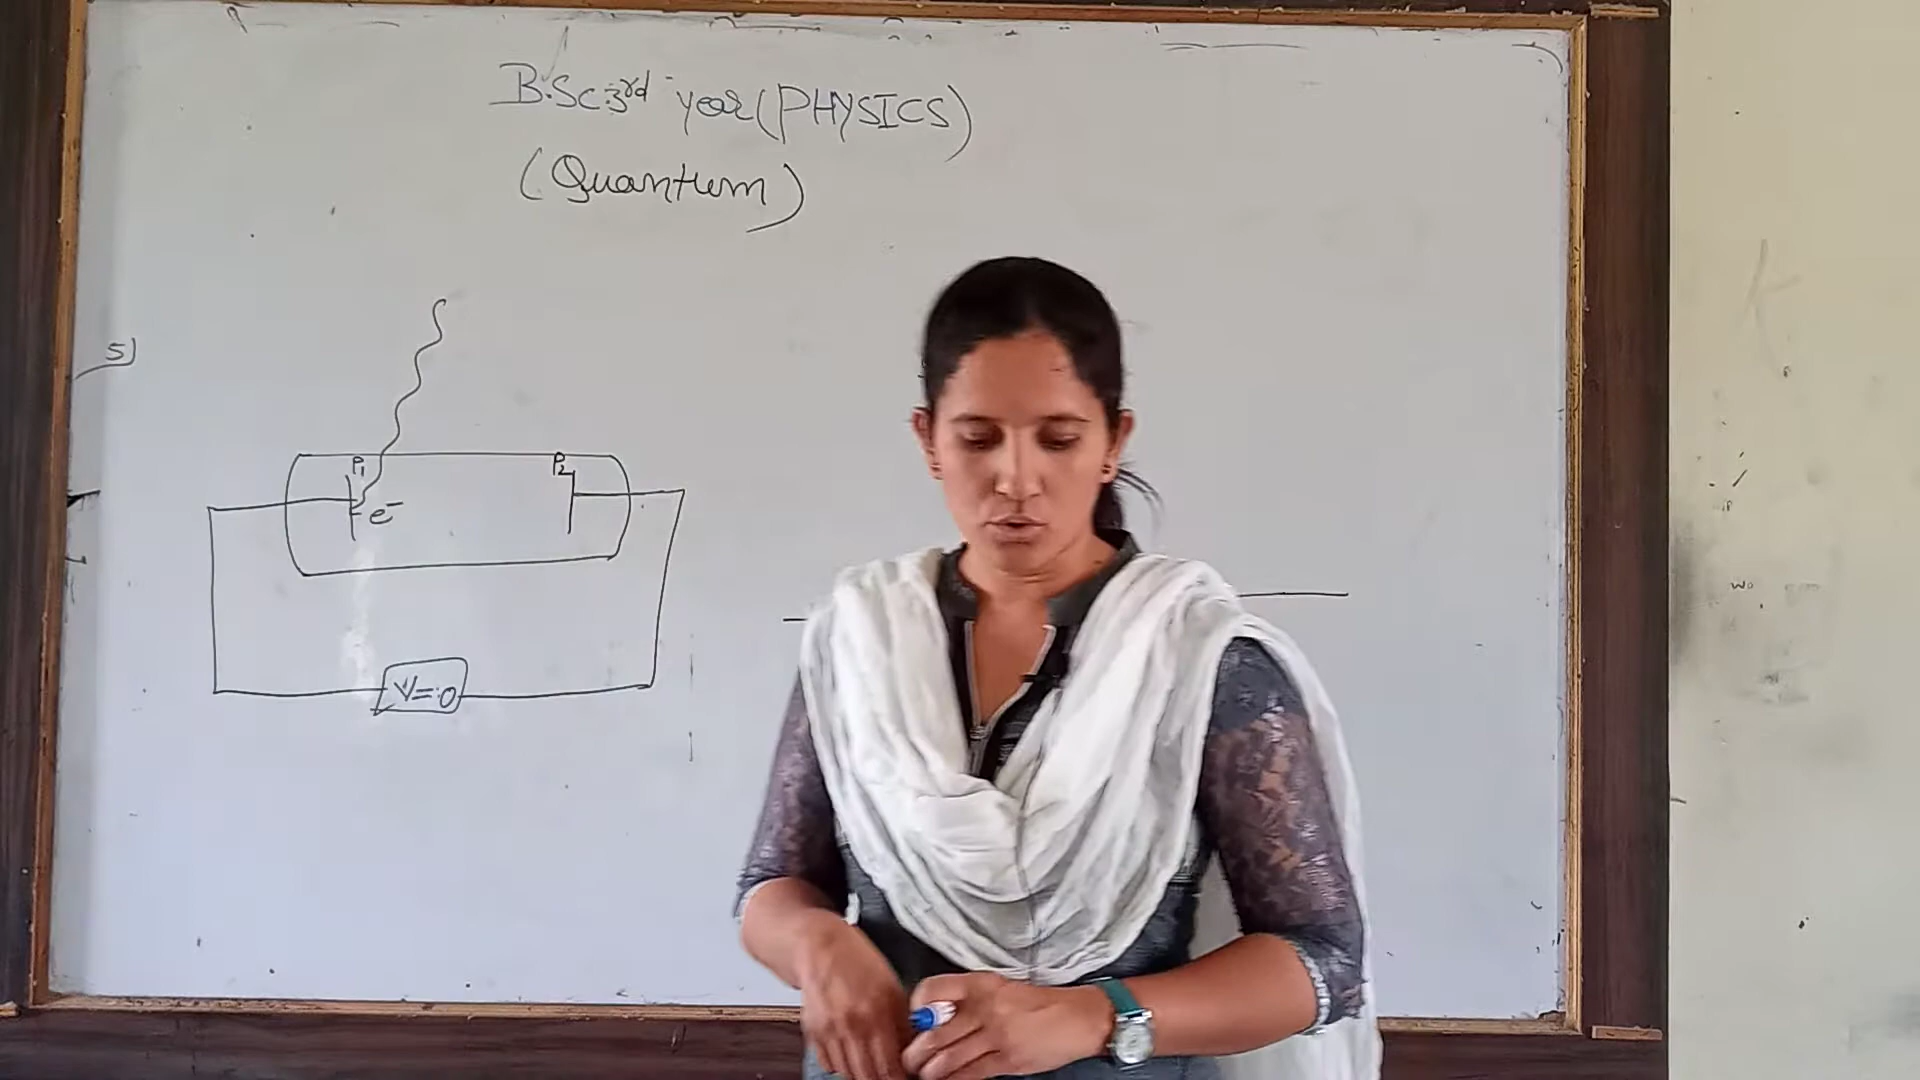 B.Sc. 3rd year (PHYSICS)
(Quantum)
5)
P1
P2
e-
V=0